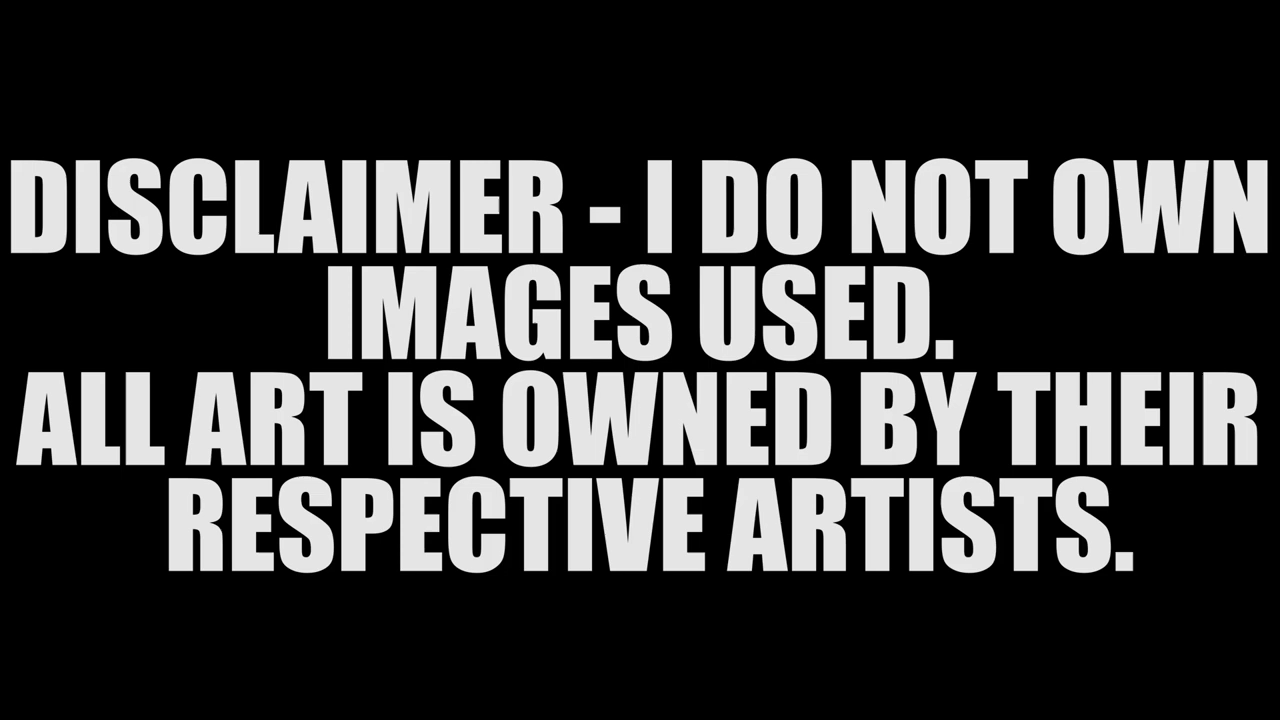 DISCLAIMER - I DO NOT OWN
IMAGES USED.
ALL ART IS OWNED BY THEIR
RESPECTIVE ARTISTS.